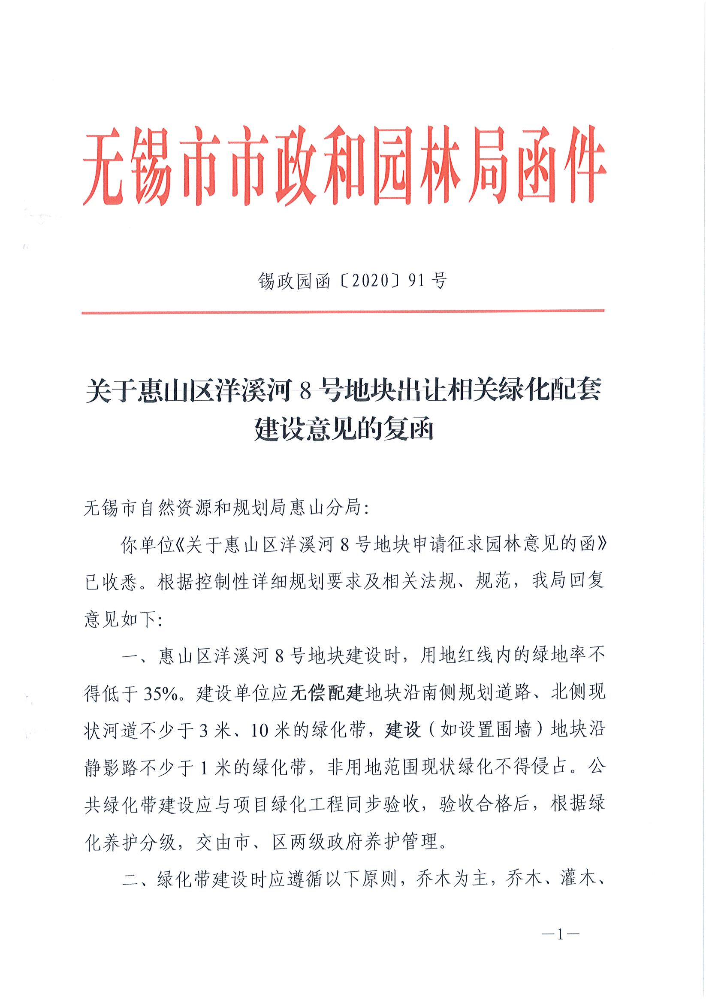 无锡市市政和园林局函件
锡政园函〔2020〕91号
关于惠山区洋溪河8号地块出让相关绿化配套
建设意见的复函
无锡市自然资源和规划局惠山分局：
你单位《关于惠山区洋溪河8号地块申请征求园林意见的函》
已收悉。根据控制性详细规划要求及相关法规、规范，我局回复
意见如下：
一、惠山区洋溪河8号地块建设时，用地红线内的绿地率不
得低于35%。建设单位应无偿配建地块沿南侧规划道路、北侧现
状河道不少于3米、10米的绿化带，建设（如设置围墙）地块沿
静影路不少于1米的绿化带，非用地范围现状绿化不得侵占。公
共绿化带建设应与项目绿化工程同步验收，验收合格后，根据绿
化养护分级，交由市、区两级政府养护管理。
二、绿化带建设时应遵循以下原则，乔木为主，乔木、灌木、
—1—